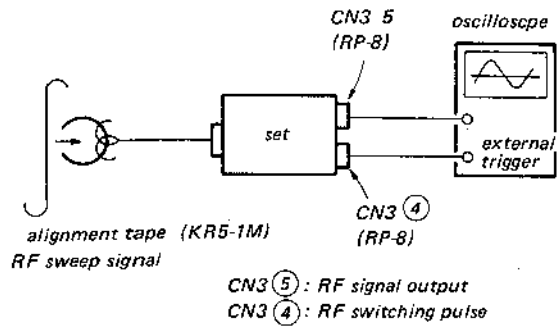 CN3 5
(RP-8)
oscilloscpe
set
external
trigger
CN3 ④
(RP-8)
alignment tape (KR5-1M)
RF sweep signal
CN3 ⑤ : RF signal output
CN3 ④ : RF switching pulse